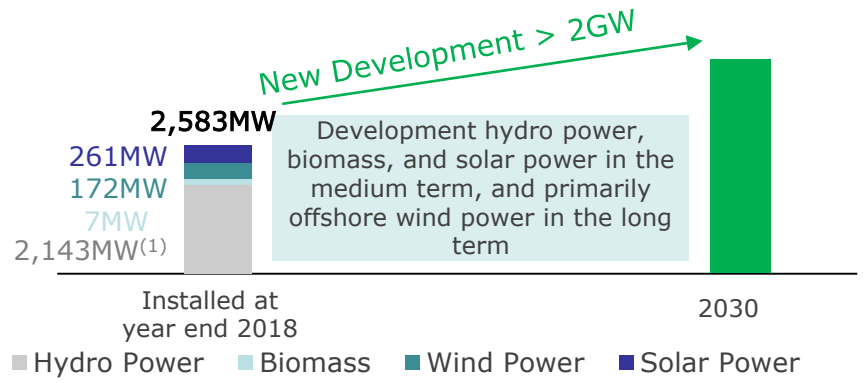 New Development > 2GW
2,583MW
261MW
172MW
7MW
2,143MW(1)
Development hydro power,
biomass, and solar power in the
medium term, and primarily
offshore wind power in the long
term
Installed at
year end 2018
2030
Hydro Power
Biomass
Wind Power
Solar Power